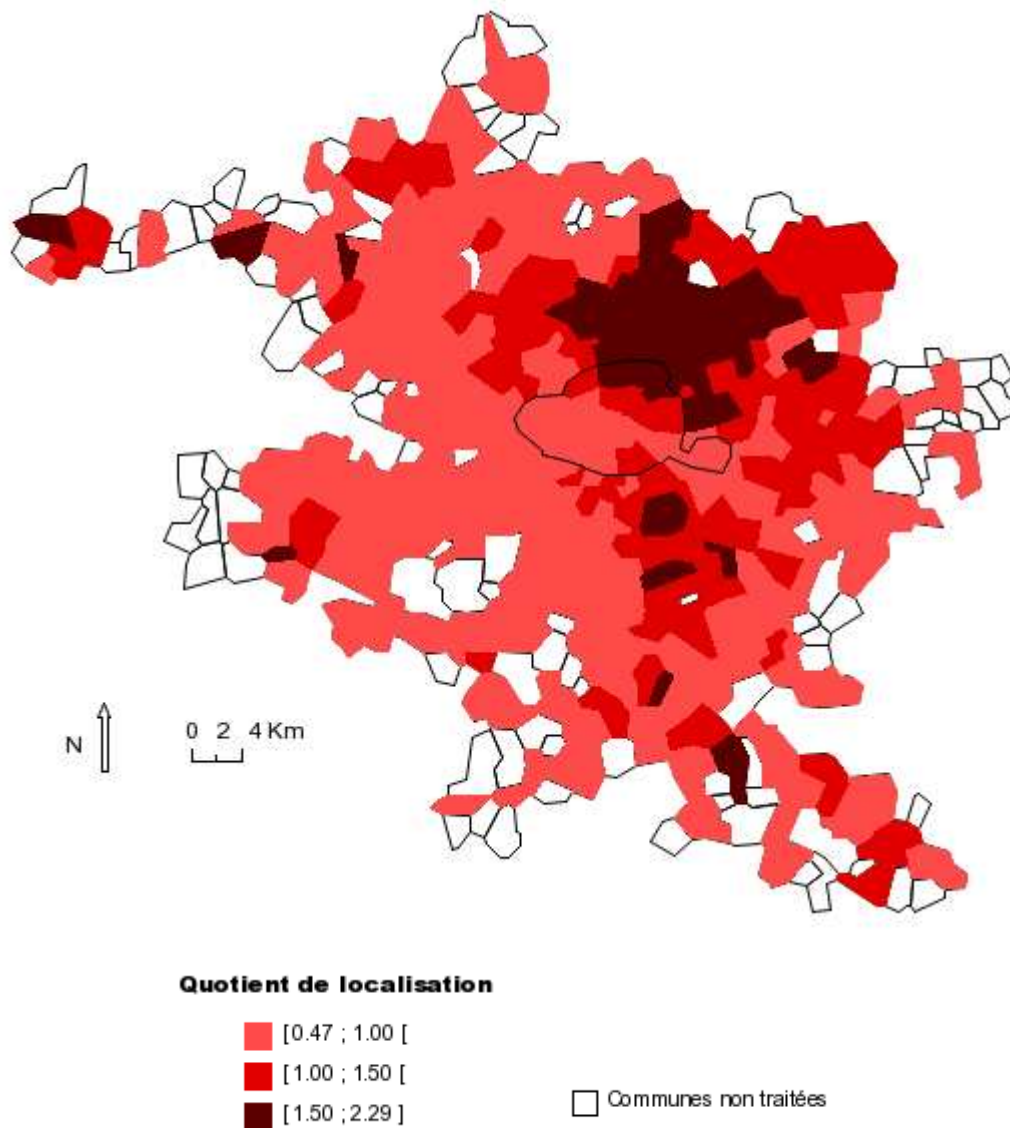 N
0 2 4 Km
Quotient de localisation
[ 0.47 ; 1.00 [
[ 1.00 ; 1.50 [
[ 1.50 ; 2.29 ]
Communes non traitées